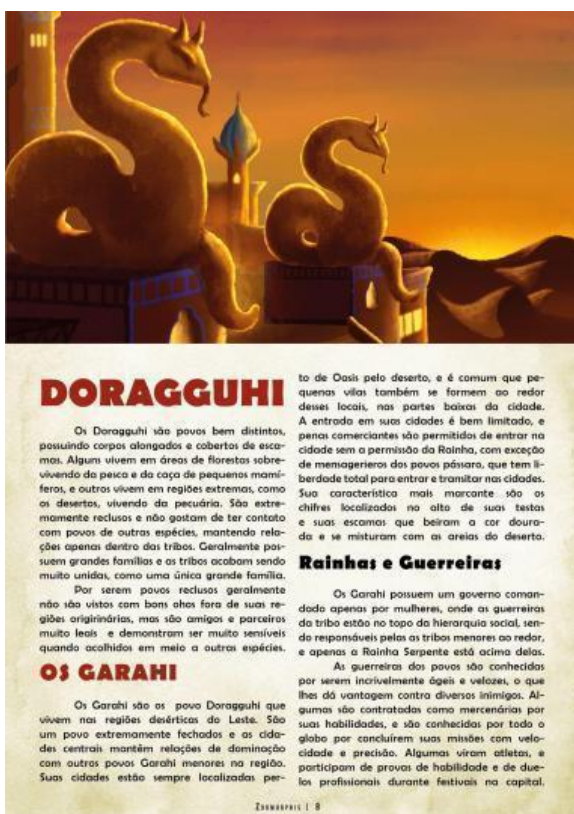 DORAGGUHI
Os Doragguhi são povos bem distintos,
possuindo corpos alongados e cobertos de esca-
mas. Alguns vivem em áreas de florestas sobre-
vivendo da pesca e da caça de pequenos mamí-
feros, e outros vivem em regiões extremas, como
os desertos, vivendo da pecuária. São extre-
mamente reclusos e não gostam de ter contato
com povos de outras espécies, mantendo rela-
ções apenas dentro das tribos. Geralmente pos-
suem grandes famílias e as tribos acabam sendo
muito unidas, como uma única grande família.
Por serem povos reclusos geralmente
não são vistos com bons ohos fora de suas re-
giões origirinárias, mas são amigos e parceiros
muito leais e demonstram ser muito sensíveis
quando acolhidos em meio a outras espécies.
OS GARAHI
Os Garahi são os povo Doragguhi que
vivem nas regiões desérticas do Leste. São
um povo extremamente fechados e as cida-
des centrais mantêm relações de dominação
com outros povos Garahi menores na região.
Suas cidades estão sempre localizadas per-
to de Oasis pelo deserto, e é comum que pe-
quenas vilas também se formem ao redor
desses locais, nas partes baixas da cidade.
A entrada em suas cidades é bem limitado, e
penas comerciantes são permitidos de entrar na
cidade sem a permissão da Rainha, com exceção
de mensagerieros dos povos pássaro, que tem li-
berdade total para entrar e transitar nas cidades.
Sua característica mais marcante são os
chifres localizados no alto de suas testas
e suas escamas que beiram a cor doura-
da e se misturam com as areias do deserto.
Rainhas e Guerreiras
Os Garahi possuem um governo coman-
dado apenas por mulheres, onde as guerreiras
da tribo estão no topo da hierarquia social, sen-
do responsáveis pelas as tribos menores ao redor,
e apenas a Rainha Serpente está acima delas.
As guerreiras dos povos são conhecidas
por serem incrivelmente ágeis e velozes, o que
lhes dá vantagem contra diversos inimigos. Al-
gumas são contratadas como mercenárias por
suas habilidades, e são conhecidas por todo o
globo por concluírem suas missões com velo-
cidade e precisão. Algumas viram atletas, e
participam de provas de habilidade e de due-
los profissionais durante festivais na capital.
Zoomorphis | 8